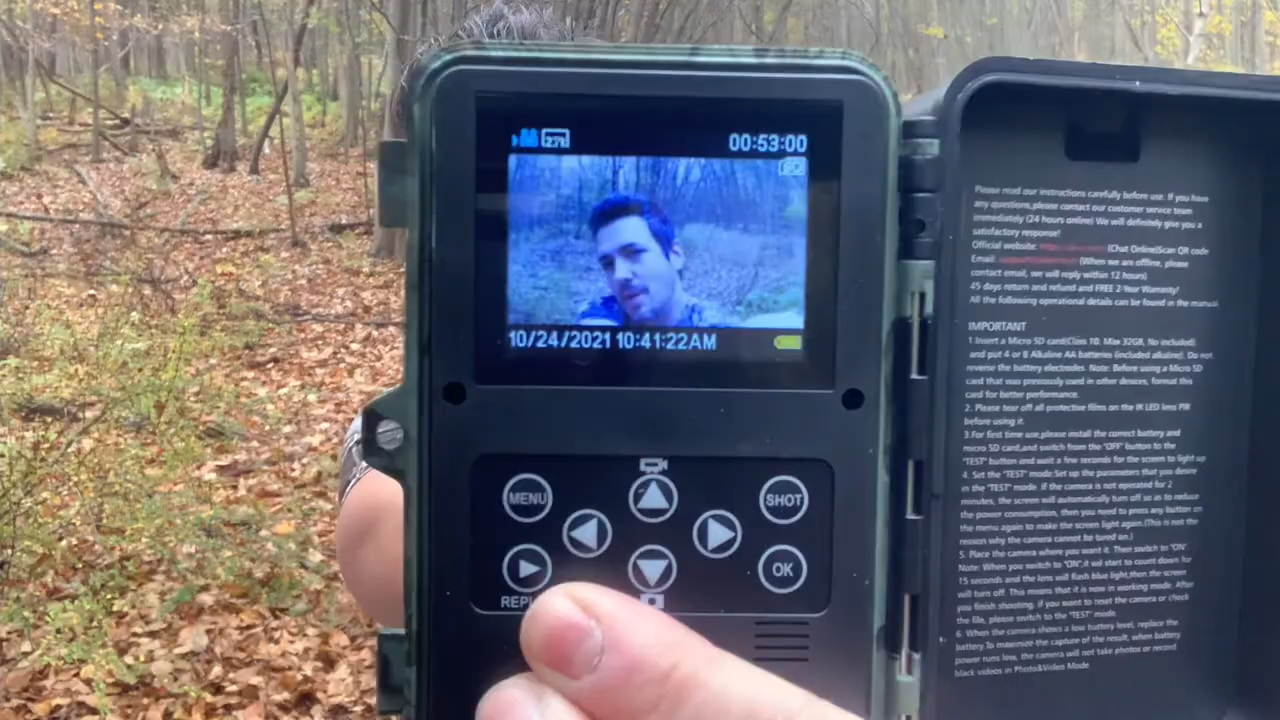 2.7K 00:53:00
10/24/2021 10:41:22AM
MENU
SHOT
OK
REPL
Please read our instructions carefully before use. If you have
any questions,please contact our customer service team
immediately (24 hours online) We will definitely give you a
satisfactory response!
Official website: (Chat Online)Scan QR code
Email: (When we are offline, please
contact email, we will reply within 12 hours)
45 days return and refund and FREE 2-Year Warranty!
All the following operational details can be found in the manual.
IMPORTANT
1 Insert a Micro SD card(Class 10. Max 32GB, No included).
and put 4 or 8 Alkaline AA batteries (included alkaline). Do not
reverse the battery electrodes. Note: Before using a Micro SD
card that was previously used in other devices, format this
card for better performance.
2. Please tear off all protective films on the IR LED lens PIR
before using it.
3.For first time use,please install the correct battery and
micro SD card,and switch from the "OFF" button to the
"TEST" button and wait a few seconds for the screen to light up
4. Set the "TEST" mode:Set up the parameters that you desire
in the "TEST" mode. If the camera is not operated for 2
minutes, the screen will automatically turn off so as to reduce
the power consumption, then you need to press any button on
the menu again to make the screen light again.(This is not the
reason why the camera cannot be turned on.)
5. Place the camera where you want it. Then switch to "ON".
Note: When you switch to "ON",it wil start to count down for
15 seconds and the lens will flash blue light,then the screen
will turn off. This means that it is now in working mode. After
you finish shooting, if you want to reset the camera or check
the file, please switch to the "TEST" mode.
6. When the camera shows a low battery level, replace the
battery.To maximize the capture of the result, when battery
power runs low, the camera will not take photos or record
black videos in Photo&Video Mode